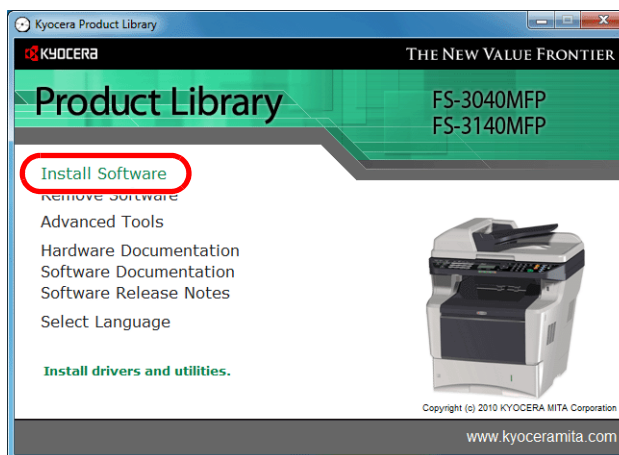 Kyocera Product Library
KYOCERA
THE NEW VALUE FRONTIER
Product Library
FS-3040MFP
FS-3140MFP
Install Software
Remove Software
Advanced Tools
Hardware Documentation
Software Documentation
Software Release Notes
Select Language
Install drivers and utilities.
Copyright (c) 2010 KYOCERA MITA Corporation
www.kyoceramita.com